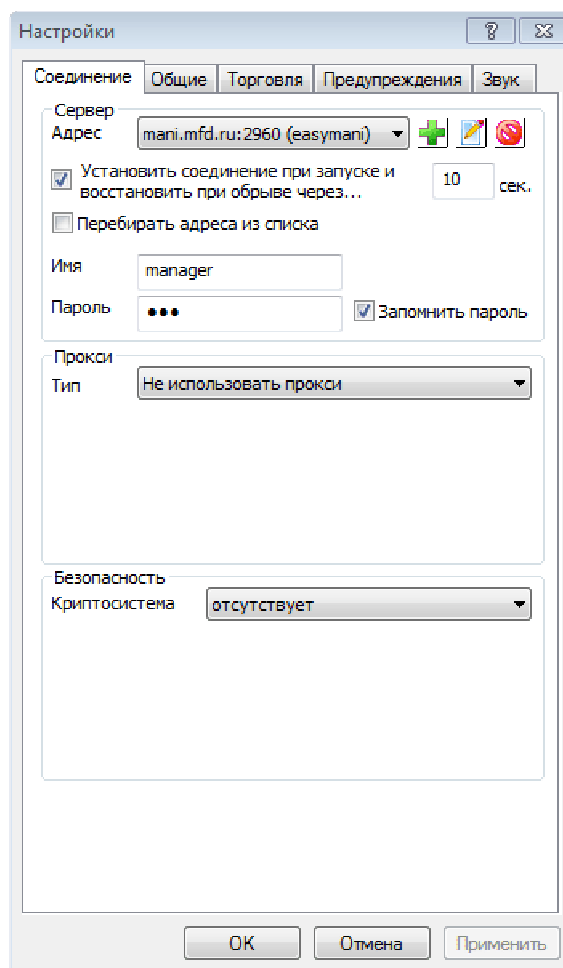 Настройки
Соединение Общие Торговля Предупреждения Звук
Сервер
Адрес mani.mfd.ru:2960 (easymani)
Установить соединение при запуске и
восстановить при обрыве через... 10 сек.
Перебирать адреса из списка
Имя manager
Пароль ●●● Запомнить пароль
Прокси
Тип Не использовать прокси
Безопасность
Криптосистема отсутствует
OK Отмена Применить